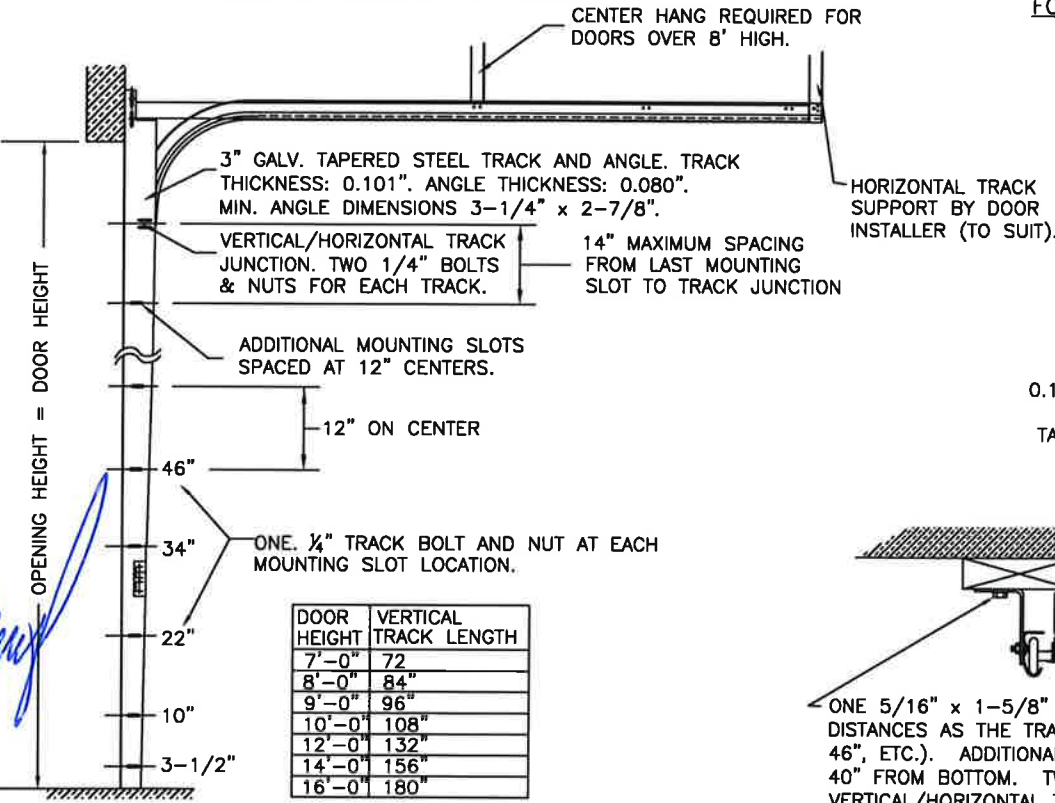 FO
CENTER HANG REQUIRED FOR
DOORS OVER 8' HIGH.
3" GALV. TAPERED STEEL TRACK AND ANGLE. TRACK
THICKNESS: 0.101". ANGLE THICKNESS: 0.080".
MIN. ANGLE DIMENSIONS 3-1/4" x 2-7/8".
HORIZONTAL TRACK
SUPPORT BY DOOR
INSTALLER (TO SUIT).
VERTICAL/HORIZONTAL TRACK
JUNCTION. TWO 1/4" BOLTS
& NUTS FOR EACH TRACK.
14" MAXIMUM SPACING
FROM LAST MOUNTING
SLOT TO TRACK JUNCTION
ADDITIONAL MOUNTING SLOTS
SPACED AT 12" CENTERS.
OPENING HEIGHT = DOOR HEIGHT
12" ON CENTER
0.1
TA
46"
34"
22"
10"
3-1/2"
ONE. 1/4" TRACK BOLT AND NUT AT EACH
MOUNTING SLOT LOCATION.
DOOR HEIGHT VERTICAL TRACK LENGTH
7'-0" 72
8'-0" 84"
9'-0" 96"
10'-0" 108"
12'-0" 132"
14'-0" 156"
16'-0" 180"
ONE 5/16" x 1-5/8"
DISTANCES AS THE TRA
46", ETC.). ADDITIONAL
40" FROM BOTTOM. TW
VERTICAL/HORIZONTAL T